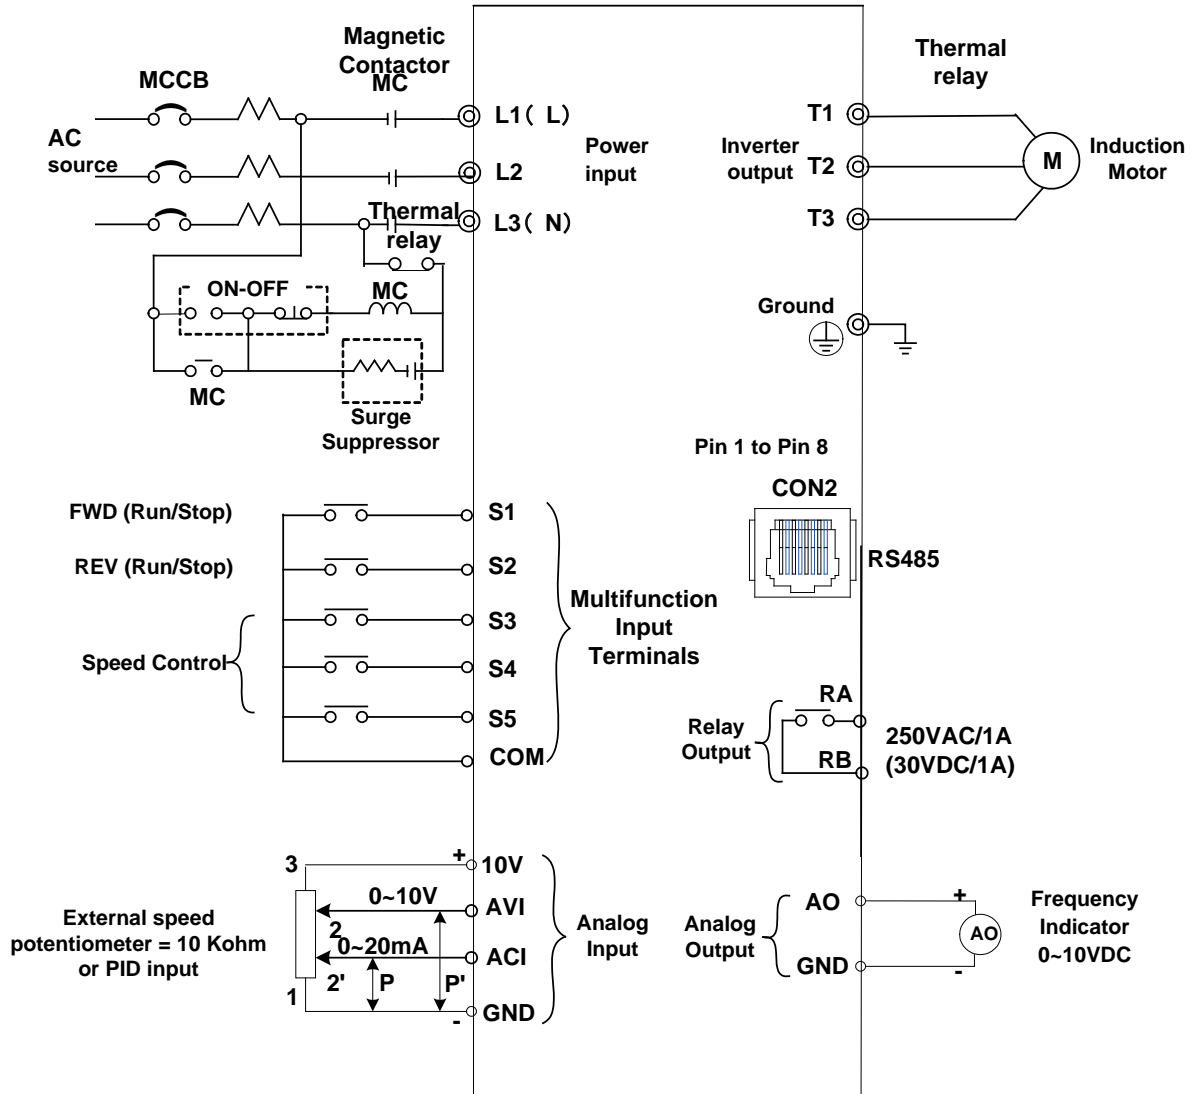 Magnetic
Contactor
MC
MCCB
AC
source
L1( L)
L2
L3( N)
Power
input
Thermal
relay
ON-OFF
MC
MC
Surge
Suppressor
Thermal
relay
T1
T2
T3
Inverter
output
M
Induction
Motor
Ground
Pin 1 to Pin 8
CON2
RS485
FWD (Run/Stop)
REV (Run/Stop)
Speed Control
S1
S2
S3
S4
S5
COM
Multifunction
Input
Terminals
Relay
Output
RA
RB
250VAC/1A
(30VDC/1A)
External speed
potentiometer = 10 Kohm
or PID input
3
2
2'
1
0~10V
0~20mA
P
P'
+
-
10V
AVI
ACI
GND
Analog
Input
Analog
Output
AO
GND
+
AO
-
Frequency
Indicator
0~10VDC